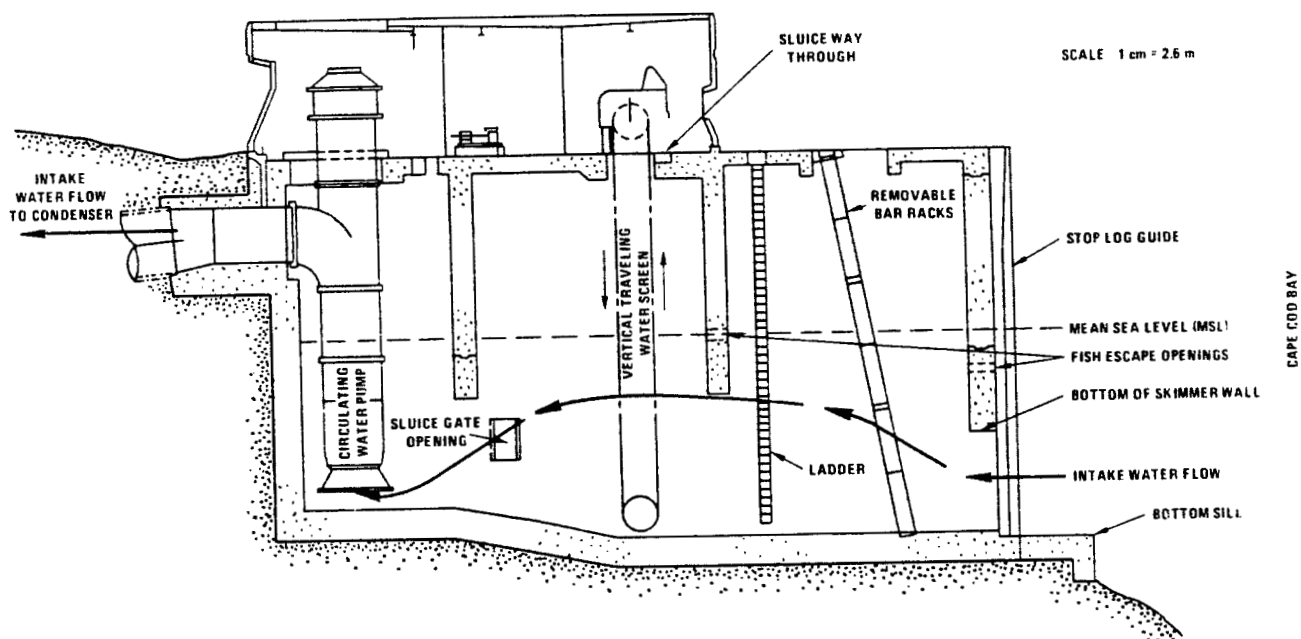 SLUICE WAY
THROUGH
SCALE 1 cm = 2.6 m
INTAKE
WATER FLOW
TO CONDENSER
REMOVABLE
BAR RACKS
STOP LOG GUIDE
VERTICAL TRAVELING
WATER SCREEN
CAPE COD BAY
MEAN SEA LEVEL (MSL)
FISH ESCAPE OPENINGS
CIRCULATING
WATER PUMP
BOTTOM OF SKIMMER WALL
SLUICE GATE
OPENING
LADDER
INTAKE WATER FLOW
BOTTOM SILL